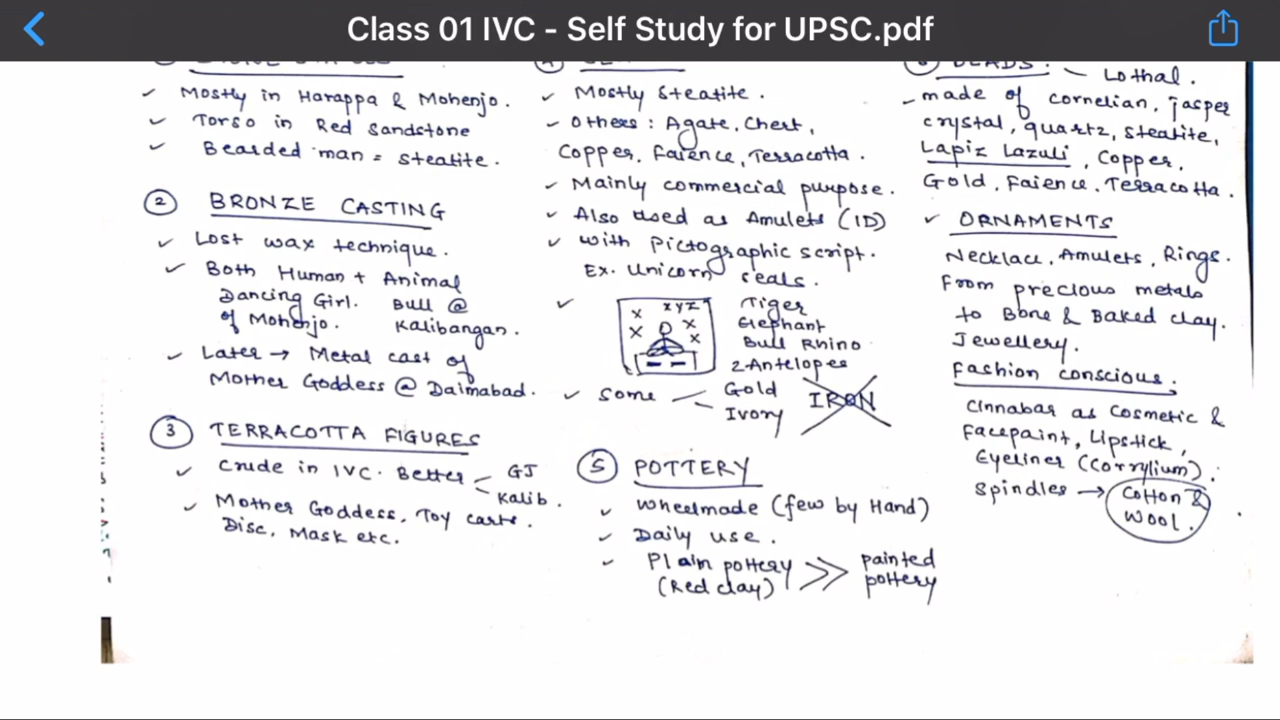 Class 01 IVC - Self Study for UPSC.pdf
Mostly in Harappa & Mohenjo.
Torso in Red Sandstone
Bearded man = steatite.
② BRONZE CASTING
Lost wax technique.
Both Human + Animal
Dancing Girl. Bull @
of Mohenjo. Kalibangan.
Later → Metal cast of
Mother Goddess @ Daimabad.
③ TERRACOTTA FIGURES
Crude in IVC. Better < GJ
Kalib.
Mother Goddess, Toy carts.
Disc, Mask etc.
Mostly Steatite.
Others : Agate, Chert,
Copper, Faience, Terracotta.
Mainly commercial purpose.
Also used as Amulets (ID)
with Pictographic script.
Ex. Unicorn seals.
x y z
Tiger
Elephant
Bull Rhino
2 Antelopes
Some Gold
Ivory
IRON
⑤ POTTERY
Wheelmade (few by Hand)
Daily use.
Plain pottery >> painted
(Red clay) pottery
BEADS : Lothal.
made of cornelian, jasper
crystal, quartz, steatite,
Lapiz Lazuli, Copper,
Gold, Faience, Terracotta.
ORNAMENTS
Necklace, Amulets, Rings.
From precious metals
to Bone & Baked clay.
Jewellery.
Fashion conscious.
Cinnabar as Cosmetic &
Facepaint, Lipstick,
Eyeliner (Corrylium).
Spindles → Cotton &
Wool.